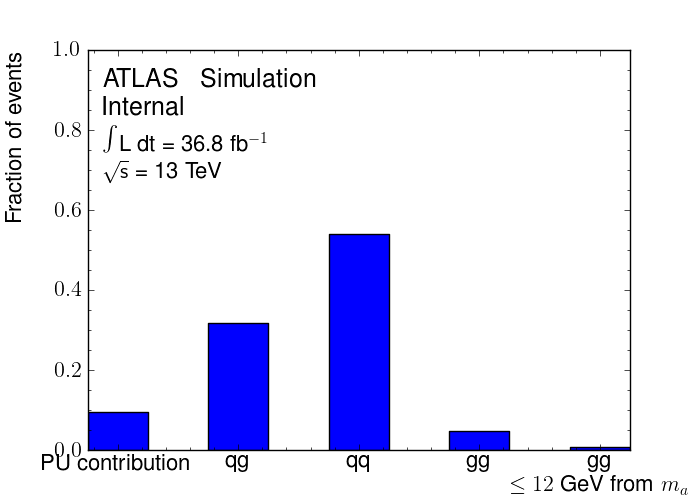 Fraction of events
1.0
0.8
0.6
0.4
0.2
0.0
ATLAS Simulation
Internal
∫L dt = 36.8 fb⁻¹
√s = 13 TeV
PU contribution qg qq gg gg
≤ 12 GeV from mₐ